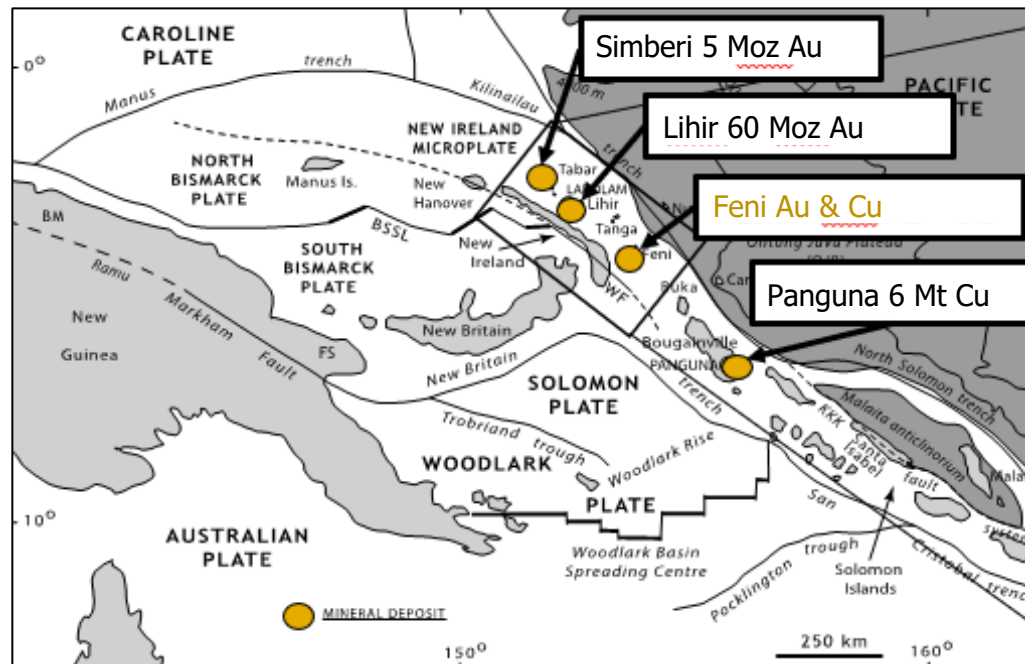 CAROLINE
PLATE
0°
Manus
trench
Kilinailau
Simberi 5 Moz Au
PACIFIC
Lihir 60 Moz Au
NEW IRELAND
MICROPLATE
trench
NORTH
BISMARCK
PLATE
Manus Is.
New
Hanover
Tabar
Lihir
Tanga
Feni
Feni Au & Cu
BM
BSSL
New
Ireland
SOUTH
BISMARCK
PLATE
WF
Buka
Panguna 6 Mt Cu
Ramu
Markham
Fault
New
Guinea
FS
New Britain
Bougainville
PANGUNA
New Britain
trench
North Solomon trench
SOLOMON
PLATE
Trobriand
trough
Malaita anticlinorium
KKK
fault
system
Isabel
WOODLARK
PLATE
Woodlark Rise
10°
AUSTRALIAN
PLATE
Woodlark Basin
Spreading Centre
San
Cristobal
Pocklington
trough
Solomon
Islands
MINERAL DEPOSIT
150°
250 km
160°